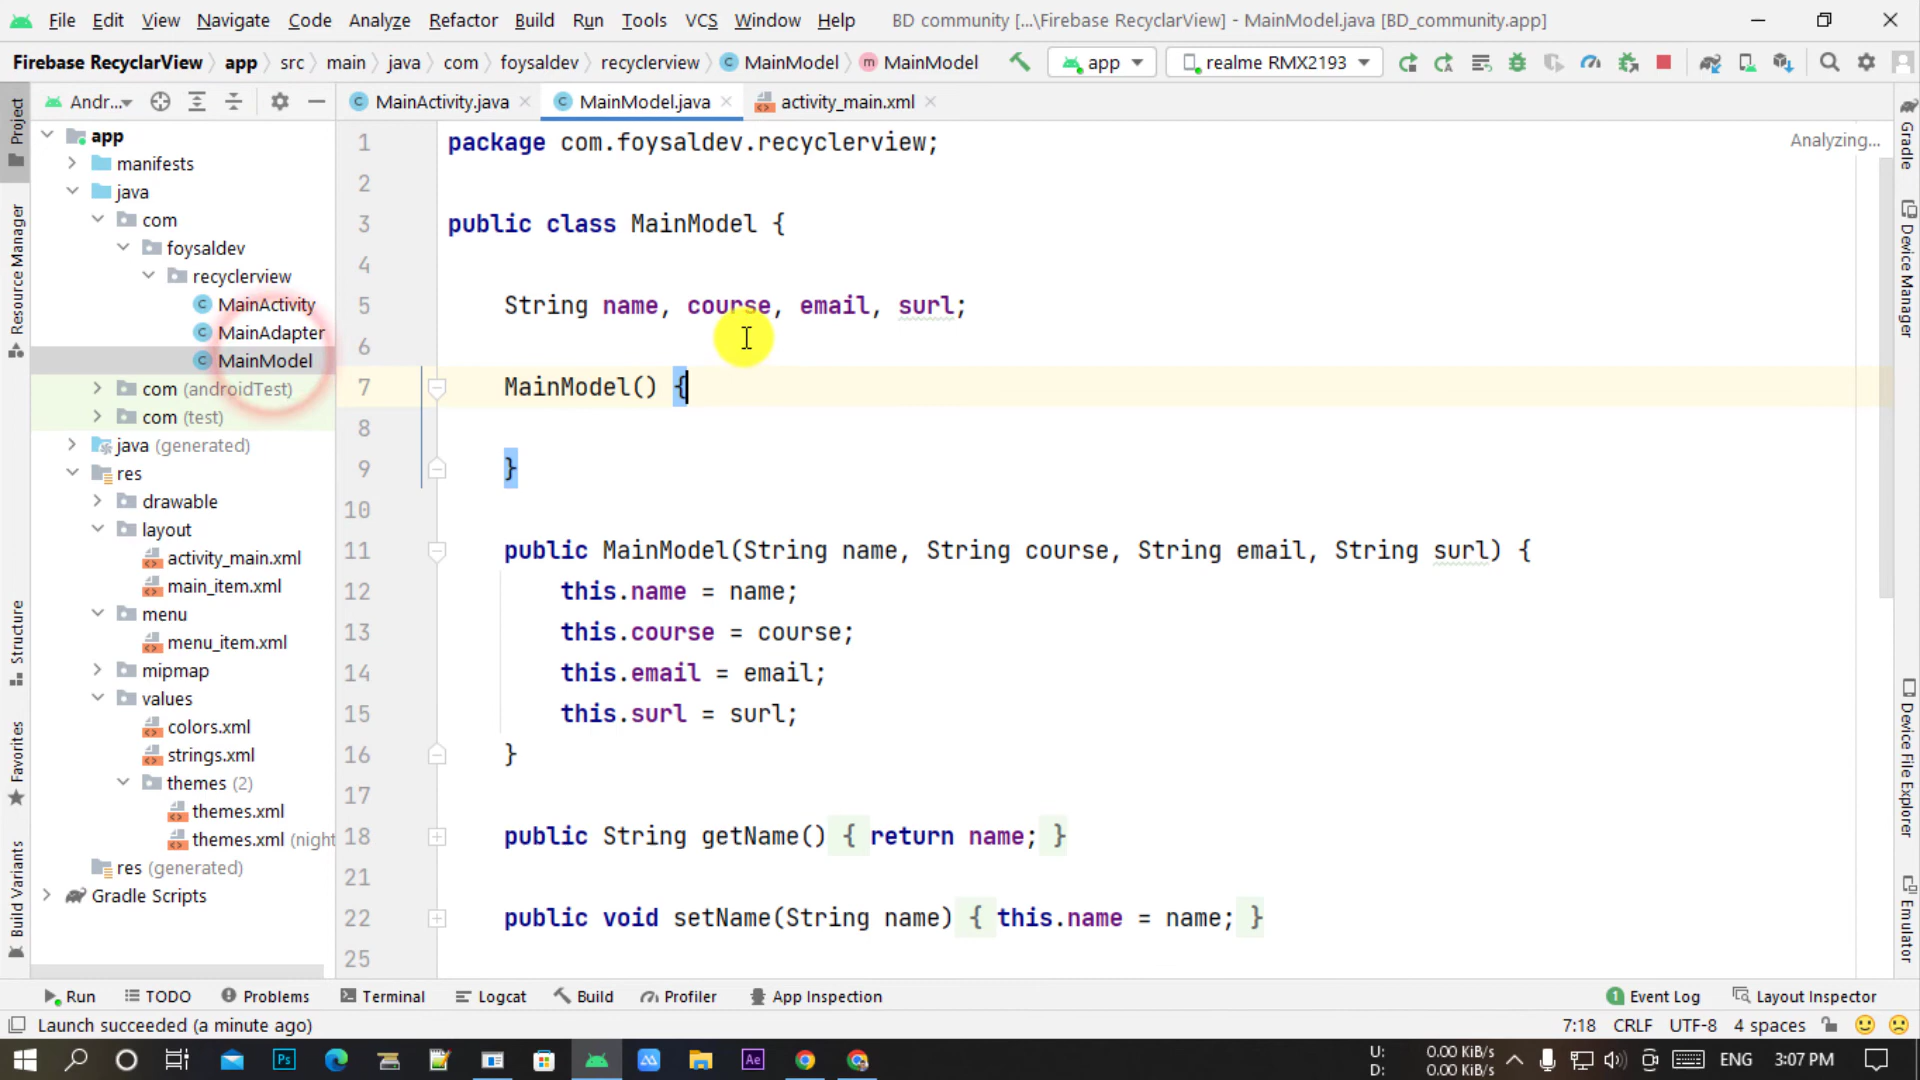 File Edit View Navigate Code Analyze Refactor Build Run Tools VCS Window Help BD community [...\Firebase RecyclarView] - MainModel.java [BD_community.app]
Firebase RecyclarView app src main java com foysaldev recyclerview MainModel MainModel app realme RMX2193
Andr... MainActivity.java MainModel.java activity_main.xml
Project
Resource Manager
Structure
Favorites
Build Variants
app
manifests
java
com
foysaldev
recyclerview
MainActivity
MainAdapter
MainModel
com (androidTest)
com (test)
java (generated)
res
drawable
layout
activity_main.xml
main_item.xml
menu
menu_item.xml
mipmap
values
colors.xml
strings.xml
themes (2)
themes.xml
themes.xml (night
res (generated)
Gradle Scripts
Analyzing...
1 package com.foysaldev.recyclerview;
2
3 public class MainModel {
4
5 String name, course, email, surl;
6
7 MainModel() {
8
9 }
10
11 public MainModel(String name, String course, String email, String surl) {
12 this.name = name;
13 this.course = course;
14 this.email = email;
15 this.surl = surl;
16 }
17
18 public String getName() { return name; }
21
22 public void setName(String name) { this.name = name; }
25
Gradle
Device Manager
Device File Explorer
Emulator
Run TODO Problems Terminal Logcat Build Profiler App Inspection 1 Event Log Layout Inspector
Launch succeeded (a minute ago) 7:18 CRLF UTF-8 4 spaces
Ps Ae U: 0.00 KiB/s
D: 0.00 KiB/s
ENG 3:07 PM